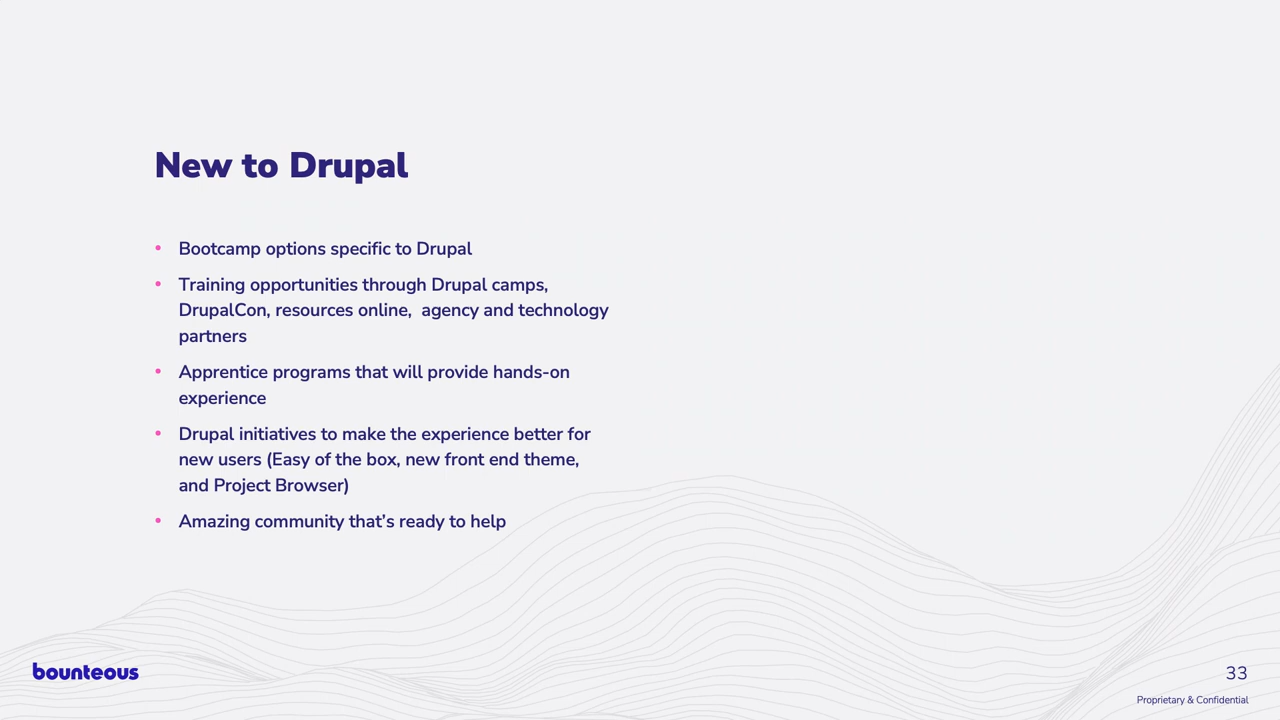 New to Drupal
• Bootcamp options specific to Drupal
• Training opportunities through Drupal camps,
DrupalCon, resources online,  agency and technology
partners
• Apprentice programs that will provide hands-on
experience
• Drupal initiatives to make the experience better for
new users (Easy of the box, new front end theme,
and Project Browser)
• Amazing community that’s ready to help
bounteous
33
Proprietary & Confidential